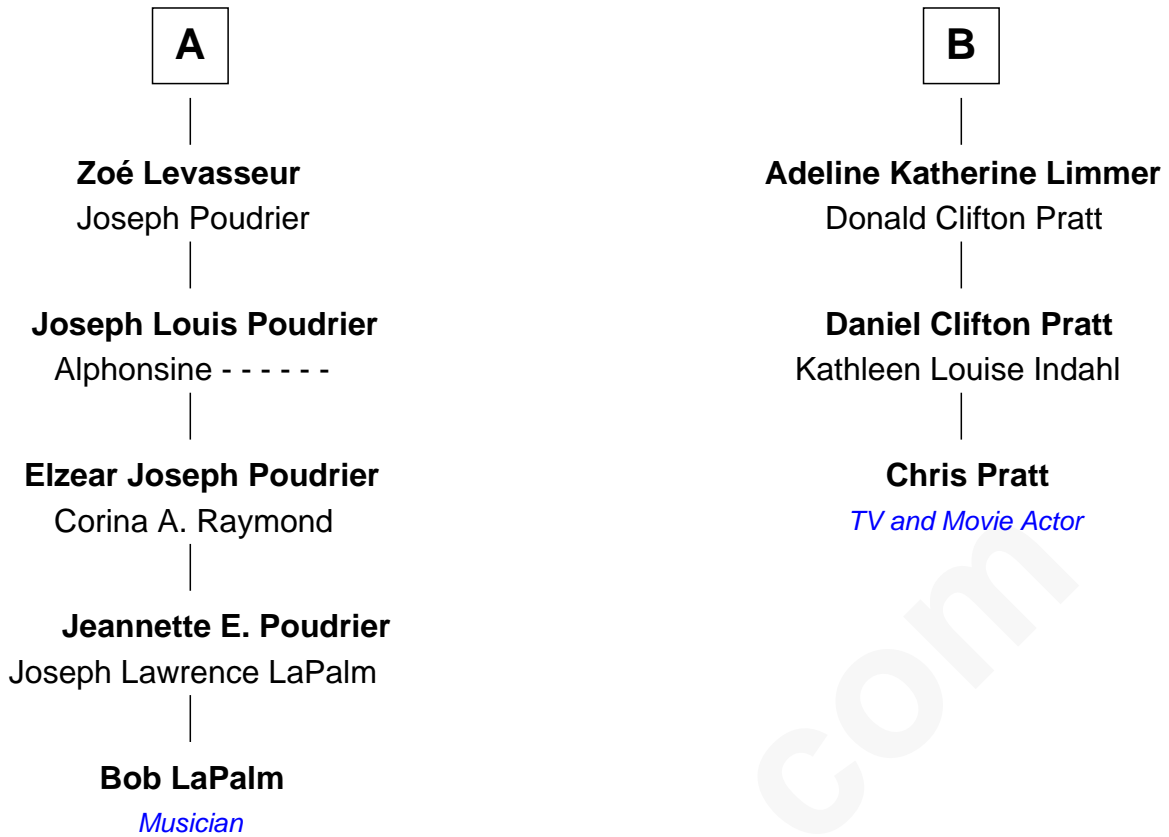 A
Zoé Levasseur
Joseph Poudrier
Joseph Louis Poudrier
Alphonsine - - - - - -
Elzear Joseph Poudrier
Corina A. Raymond
Jeannette E. Poudrier
Joseph Lawrence LaPalm
Bob LaPalm
Musician
B
Adeline Katherine Limmer
Donald Clifton Pratt
Daniel Clifton Pratt
Kathleen Louise Indahl
Chris Pratt
TV and Movie Actor
com